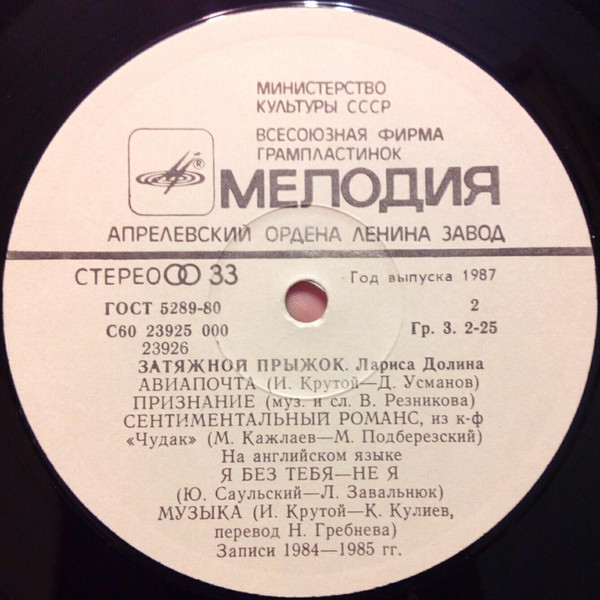 МИНИСТЕРСТВО
КУЛЬТУРЫ СССР
ВСЕСОЮЗНАЯ ФИРМА
ГРАМПЛАСТИНОК
® МЕЛОДИЯ
АПРЕЛЕВСКИЙ ОРДЕНА ЛЕНИНА ЗАВОД
СТЕРЕО 33 Год выпуска 1987
ГОСТ 5289-80 2
С60 23925 000 Гр. 3. 2-25
23926
ЗАТЯЖНОЙ ПРЫЖОК. Лариса Долина
АВИАПОЧТА (И. Крутой—Д. Усманов)
ПРИЗНАНИЕ (муз. и сл. В. Резникова)
СЕНТИМЕНТАЛЬНЫЙ РОМАНС, из к-ф
«Чудак» (М. Кажлаев—М. Подберезский)
На английском языке
Я БЕЗ ТЕБЯ—НЕ Я
(Ю. Саульский—Л. Завальнюк)
МУЗЫКА (И. Крутой—К. Кулиев,
перевод Н. Гребнева)
Записи 1984—1985 гг.